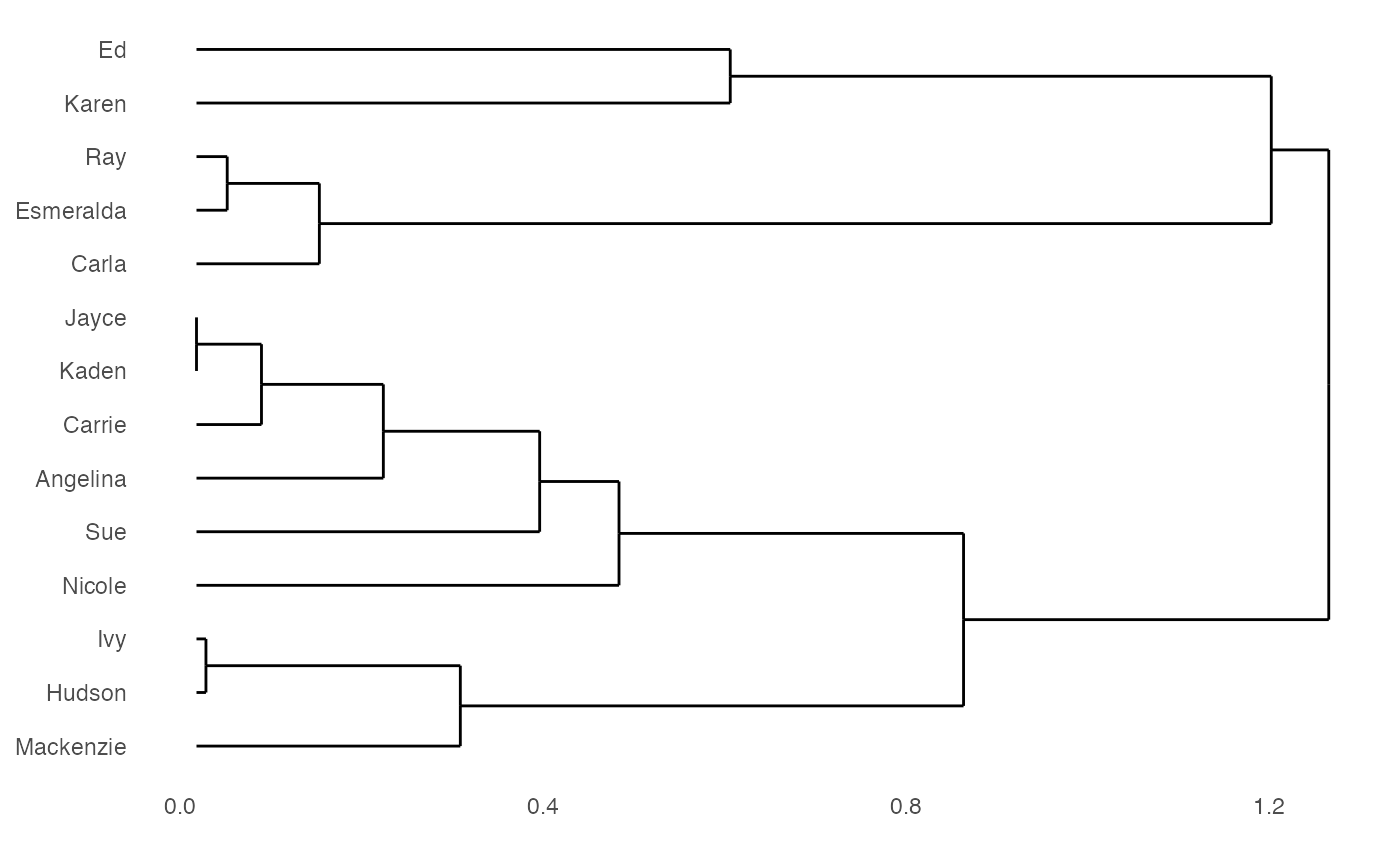 Ed
Karen
Ray
Esmeralda
Carla
Jayce
Kaden
Carrie
Angelina
Sue
Nicole
Ivy
Hudson
Mackenzie
0.0 0.4 0.8 1.2